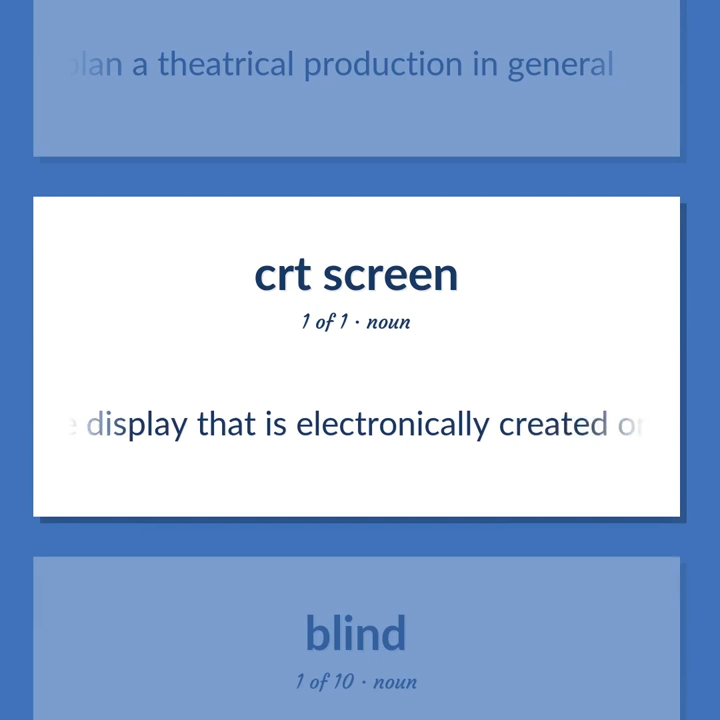 plan a theatrical production in general
crt screen
1 of 1 · noun
display that is electronically created
blind
1 of 10 · noun